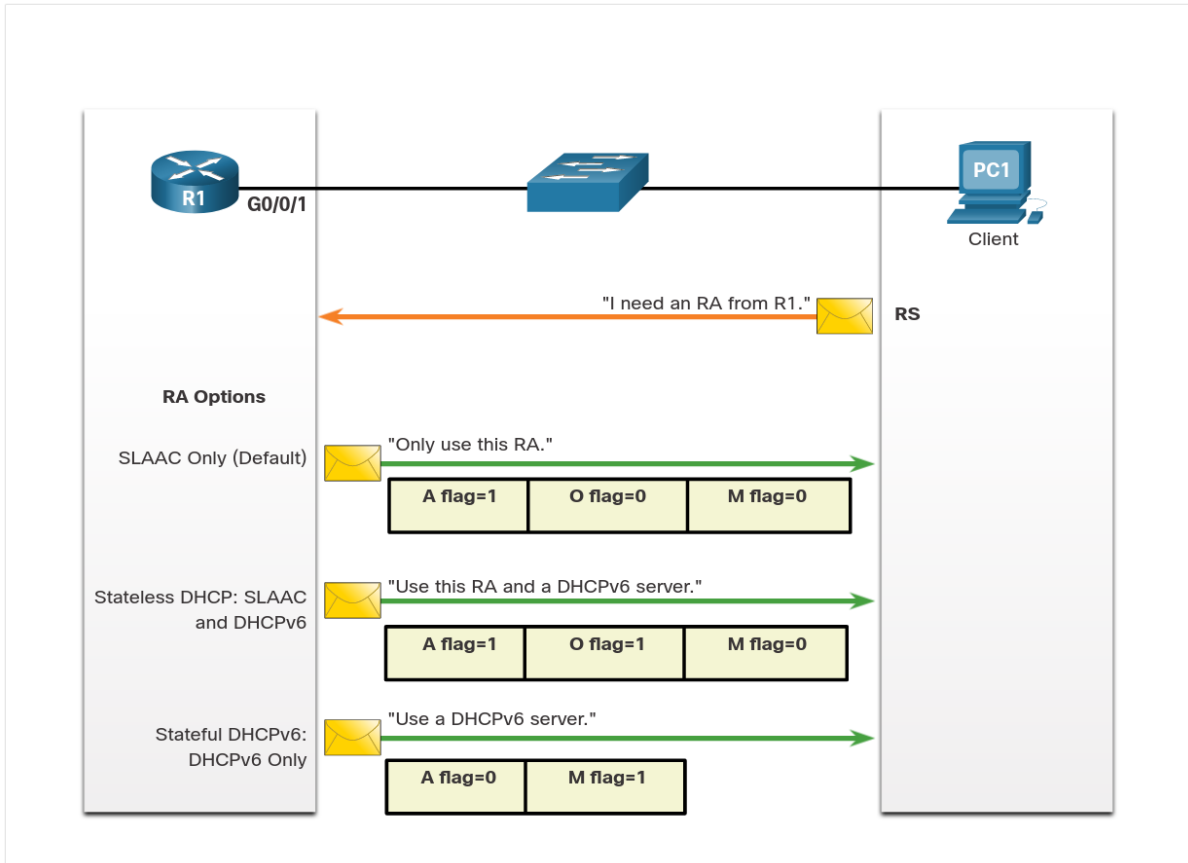 R1
G0/0/1
PC1
Client
"I need an RA from R1."
RS
RA Options
SLAAC Only (Default)
"Only use this RA."
A flag=1
O flag=0
M flag=0
Stateless DHCP: SLAAC
and DHCPv6
"Use this RA and a DHCPv6 server."
A flag=1
O flag=1
M flag=0
Stateful DHCPv6:
DHCPv6 Only
"Use a DHCPv6 server."
A flag=0
M flag=1